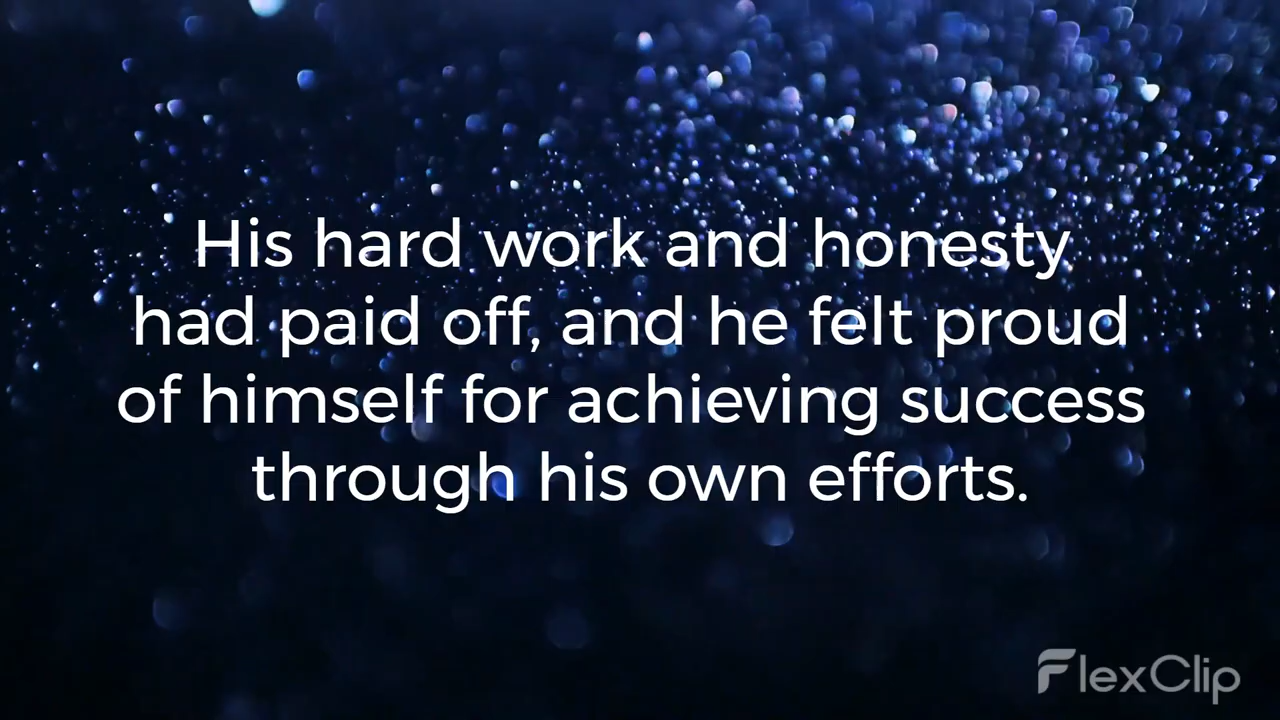 His hard work and honesty
had paid off, and he felt proud
of himself for achieving success
through his own efforts.
FlexClip